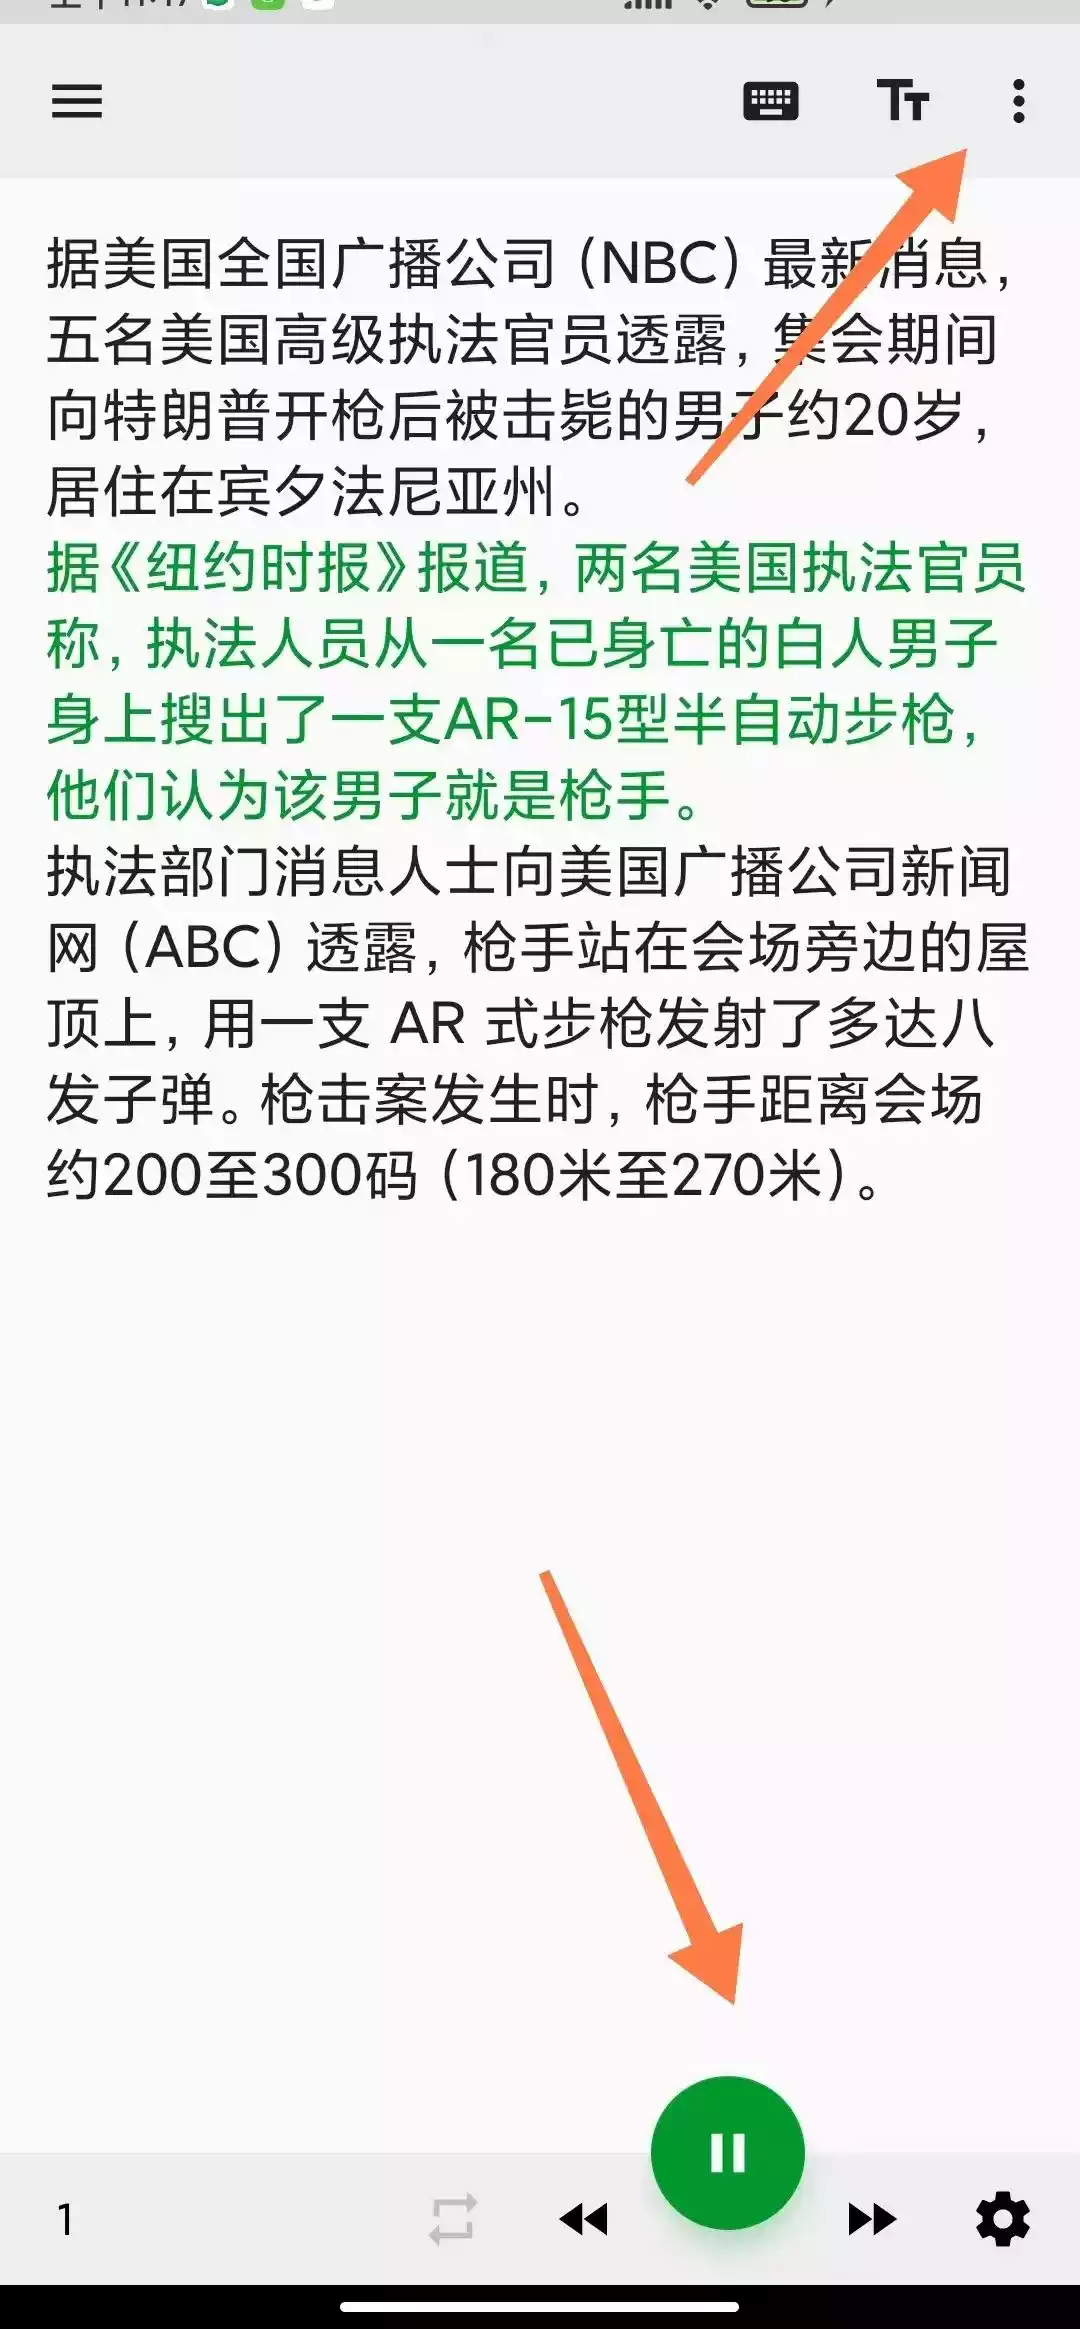 据美国全国广播公司（NBC）最新消息，
五名美国高级执法官员透露，集会期间
向特朗普开枪后被击毙的男子约20岁，
居住在宾夕法尼亚州。
据《纽约时报》报道，两名美国执法官员
称，执法人员从一名已身亡的白人男子
身上搜出了一支AR-15型半自动步枪，
他们认为该男子就是枪手。
执法部门消息人士向美国广播公司新闻
网（ABC）透露，枪手站在会场旁边的屋
顶上，用一支 AR 式步枪发射了多达八
发子弹。枪击案发生时，枪手距离会场
约200至300码（180米至270米）。
1